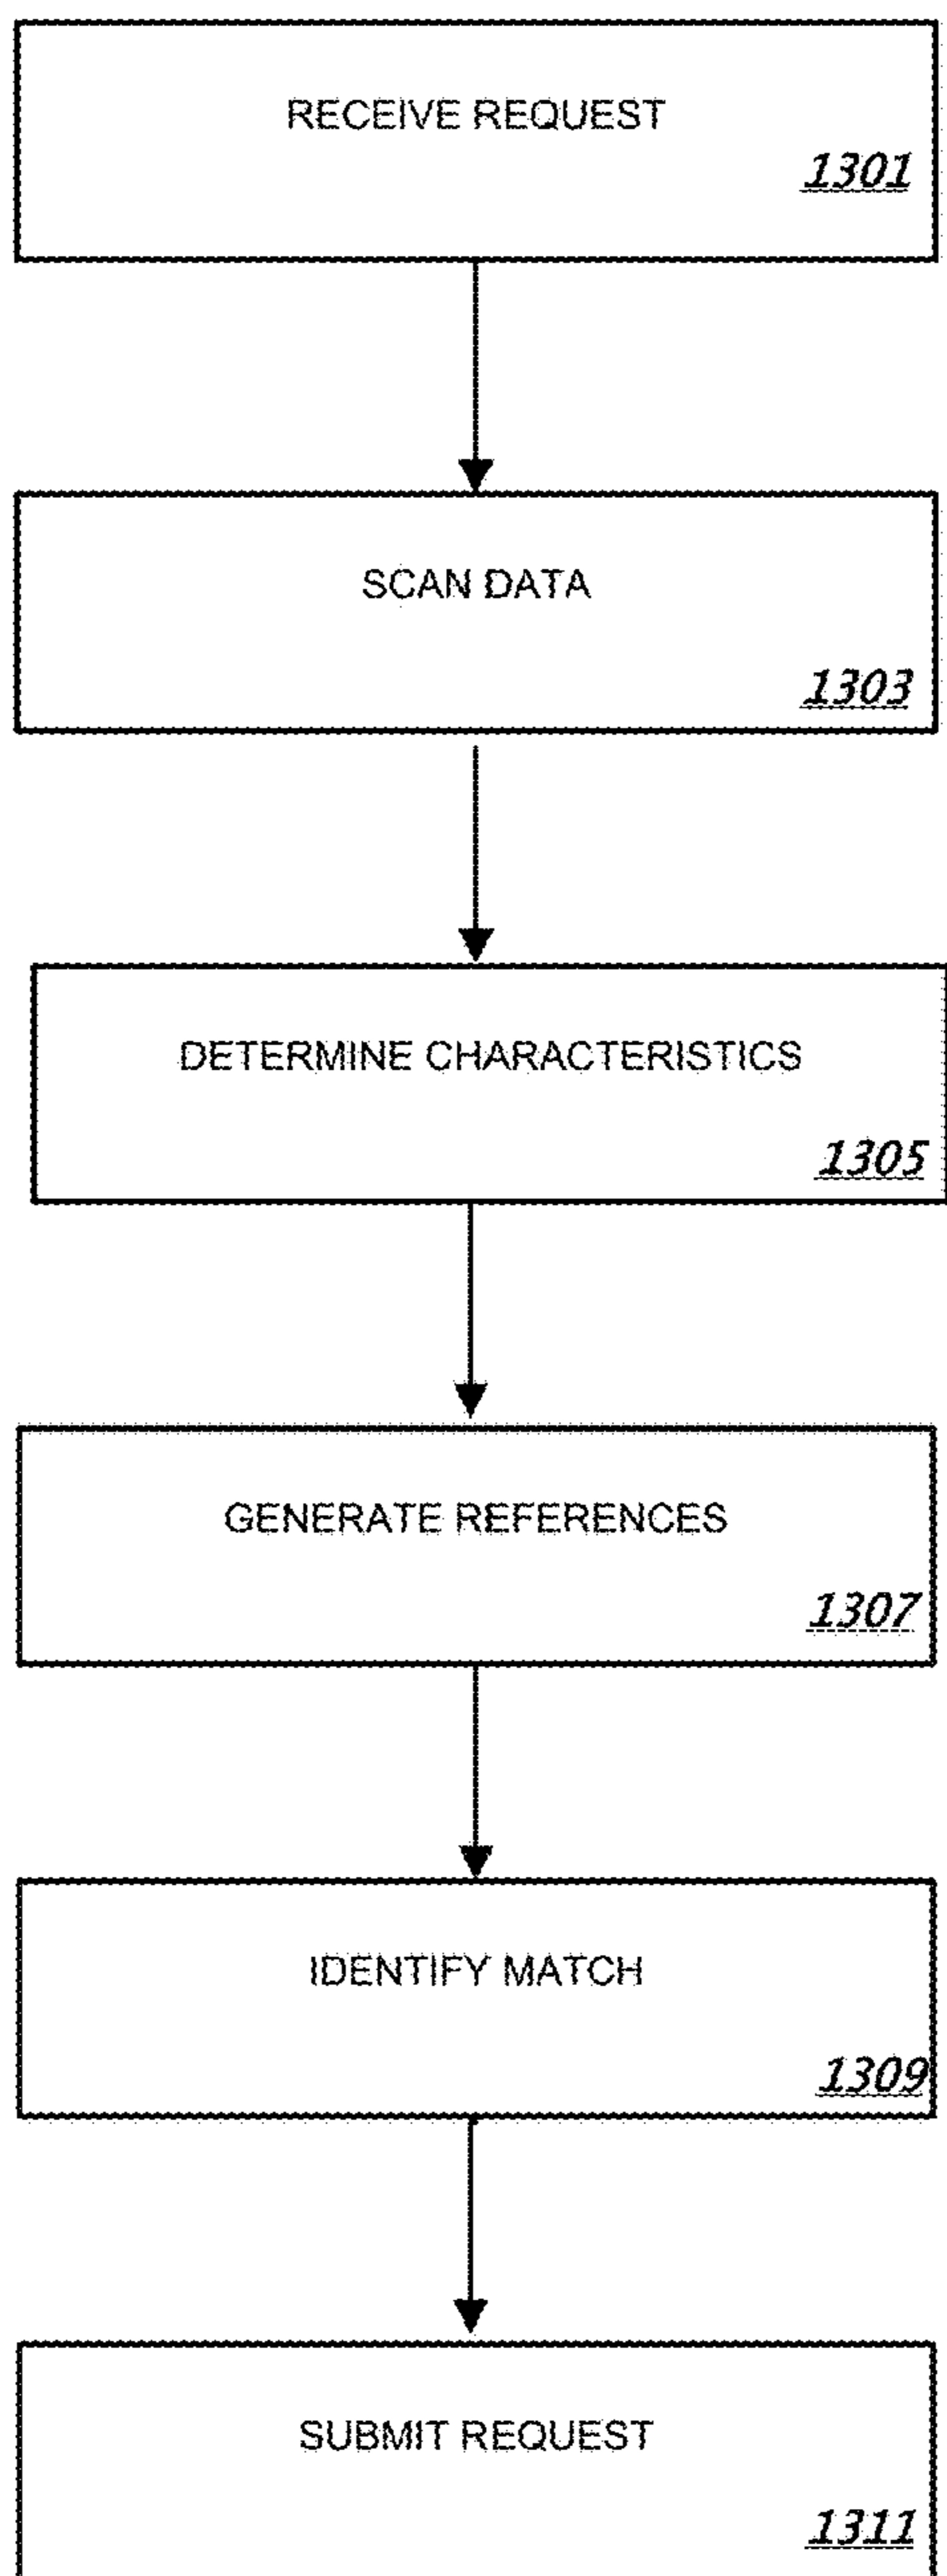 RECEIVE REQUEST
1301
SCAN DATA
1303
DETERMINE CHARACTERISTICS
1305
GENERATE REFERENCES
1307
IDENTIFY MATCH
1309
SUBMIT REQUEST
1311